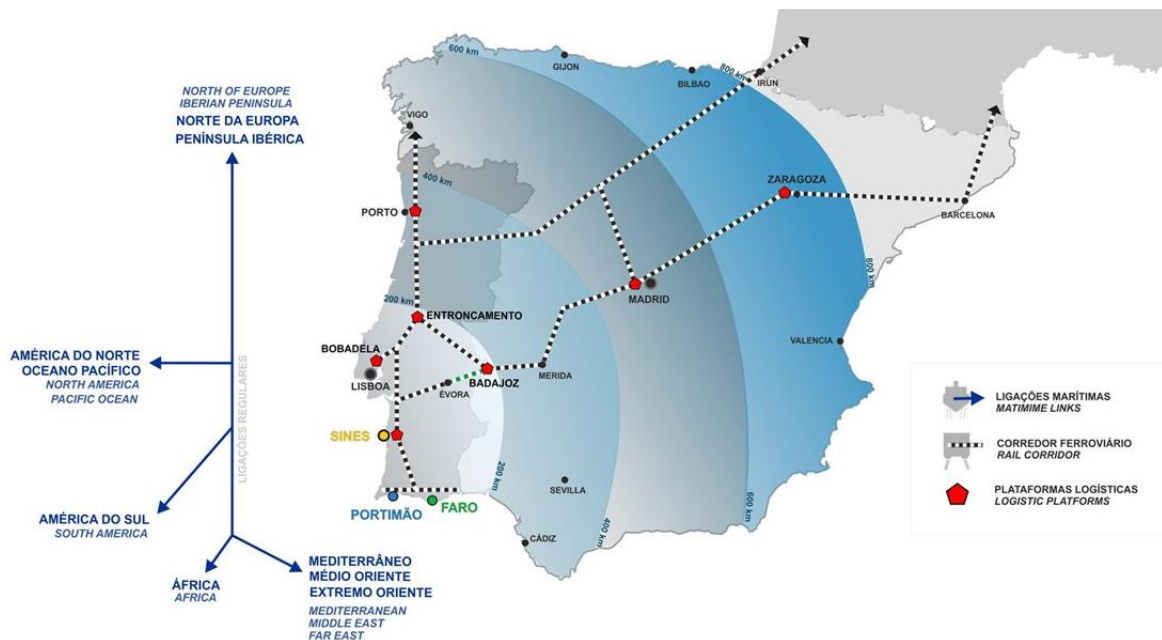 NORTH OF EUROPE
IBERIAN PENINSULA
NORTE DA EUROPA
PENÍNSULA IBÉRICA
AMÉRICA DO NORTE
OCEANO PACÍFICO
NORTH AMERICA
PACIFIC OCEAN
LIGAÇÕES REGULARES
AMÉRICA DO SUL
SOUTH AMERICA
ÁFRICA
AFRICA
MEDITERRÂNEO
MÉDIO ORIENTE
EXTREMO ORIENTE
MEDITERRANEAN
MIDDLE EAST
FAR EAST
600 km
GIJON
BILBAO
800 km
IRUN
VIGO
400 km
ZARAGOZA
PORTO
BARCELONA
800 km
200 km
MADRID
ENTRONCAMENTO
BOBADELA
LISBOA
BADAJOZ
MERIDA
ÉVORA
VALENCIA
SINES
200 km
SEVILLA
PORTIMÃO
FARO
400 km
600 km
CÁDIZ
LIGAÇÕES MARÍTIMAS
MATIMIME LINKS
CORREDOR FERROVIÁRIO
RAIL CORRIDOR
PLATAFORMAS LOGÍSTICAS
LOGISTIC PLATFORMS